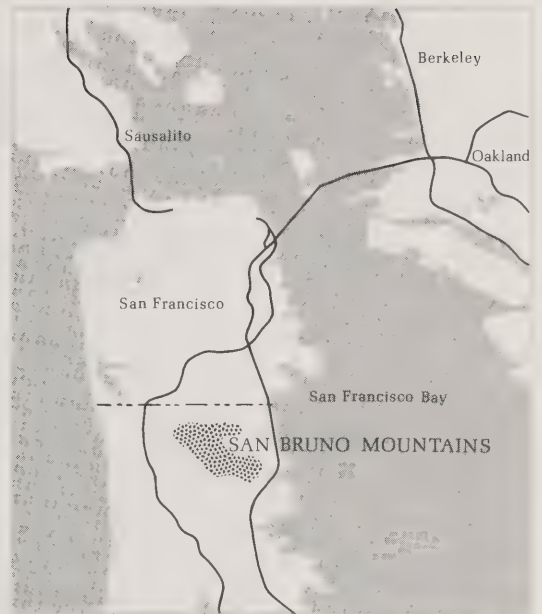 Berkeley
Sausalito
Oakland
San Francisco
San Francisco Bay
SAN BRUNO MOUNTAINS